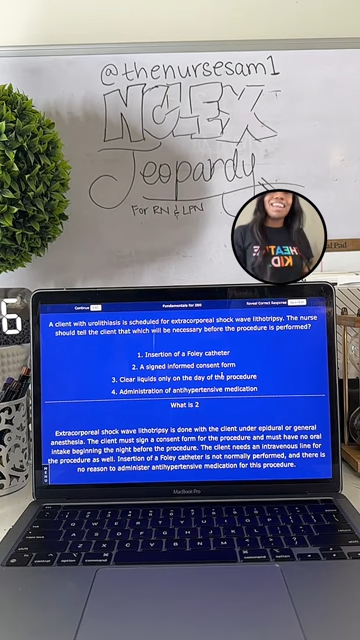 @thenursesam1
NCLEX
Jeopardy
For RN & LPN
HEATIVE
KID
6
Continue
Fundamentals for 200
Reveal Correct Response
A client with urolithiasis is scheduled for extracorporeal shock wave lithotripsy. The nurse
should tell the client that which will be necessary before the procedure is performed?
1. Insertion of a Foley catheter
2. A signed informed consent form
3. Clear liquids only on the day of the procedure
4. Administration of antihypertensive medication
What is 2
Extracorporeal shock wave lithotripsy is done with the client under epidural or general
anesthesia. The client must sign a consent form for the procedure and must have no oral
intake beginning the night before the procedure. The client needs an intravenous line for
the procedure as well. Insertion of a Foley catheter is not normally performed, and there is
no reason to administer antihypertensive medication for this procedure.
MacBook Pro